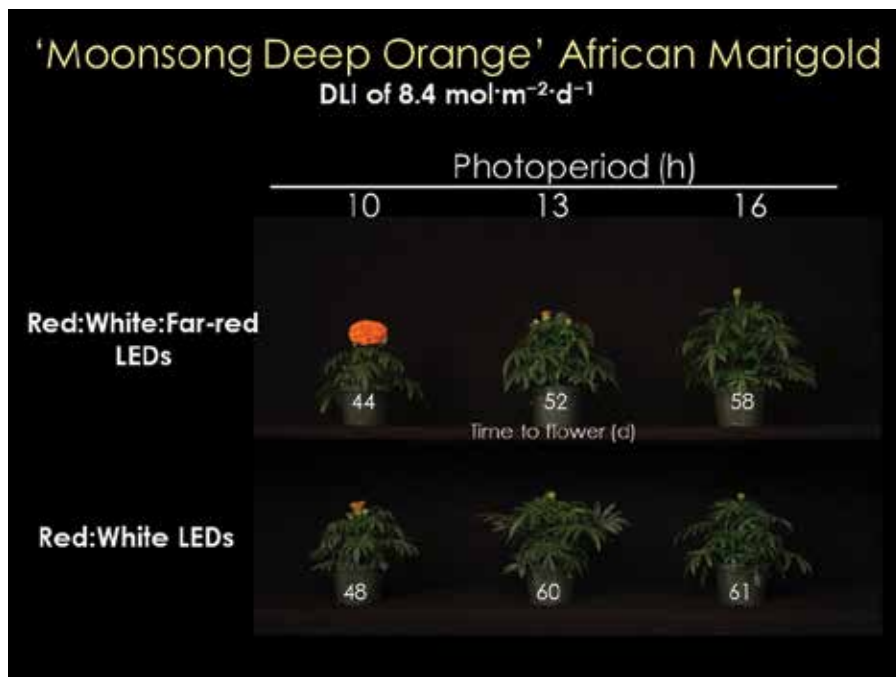 ‘Moonsong Deep Orange’ African Marigold
DLI of 8.4 mol·m⁻²·d⁻¹
Photoperiod (h)
10 13 16
Red:White:Far-red
LEDs
44 52 58
Time to flower (d)
Red:White LEDs
48 60 61